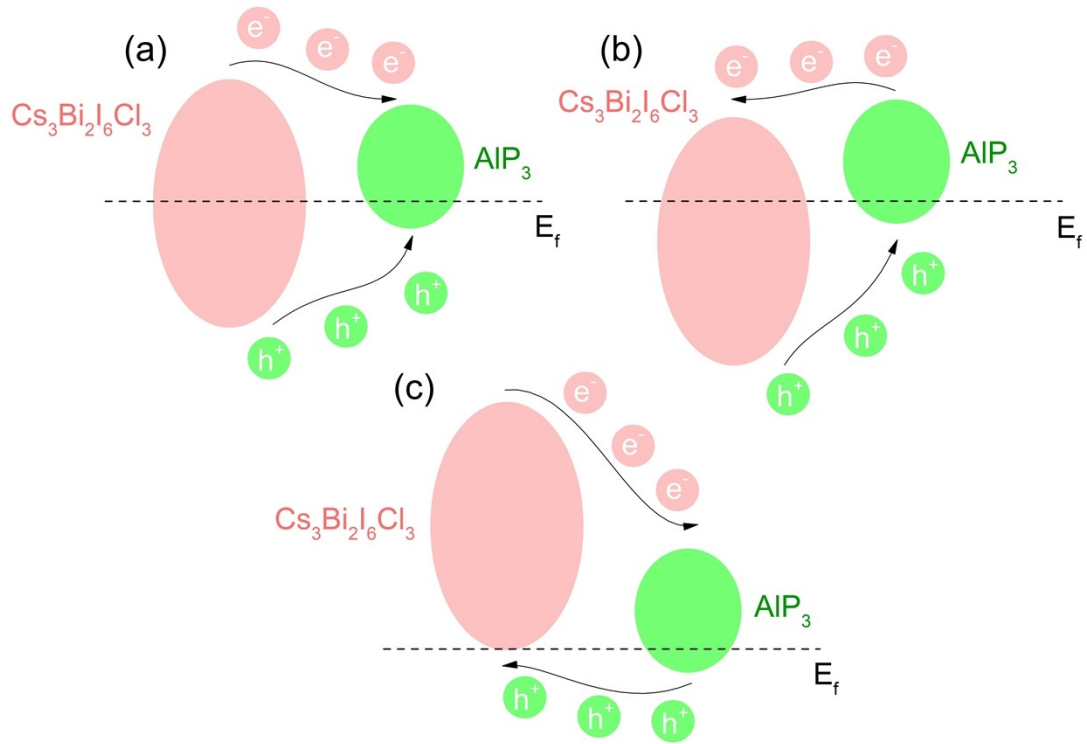 (a)
e⁻ e⁻ e⁻
Cs₃Bi₂I₆Cl₃
AlP₃
E_f
h⁺ h⁺ h⁺
(b)
e⁻ e⁻ e⁻
Cs₃Bi₂I₆Cl₃
AlP₃
E_f
h⁺ h⁺ h⁺
(c)
e⁻ e⁻ e⁻
Cs₃Bi₂I₆Cl₃
AlP₃
E_f
h⁺ h⁺ h⁺